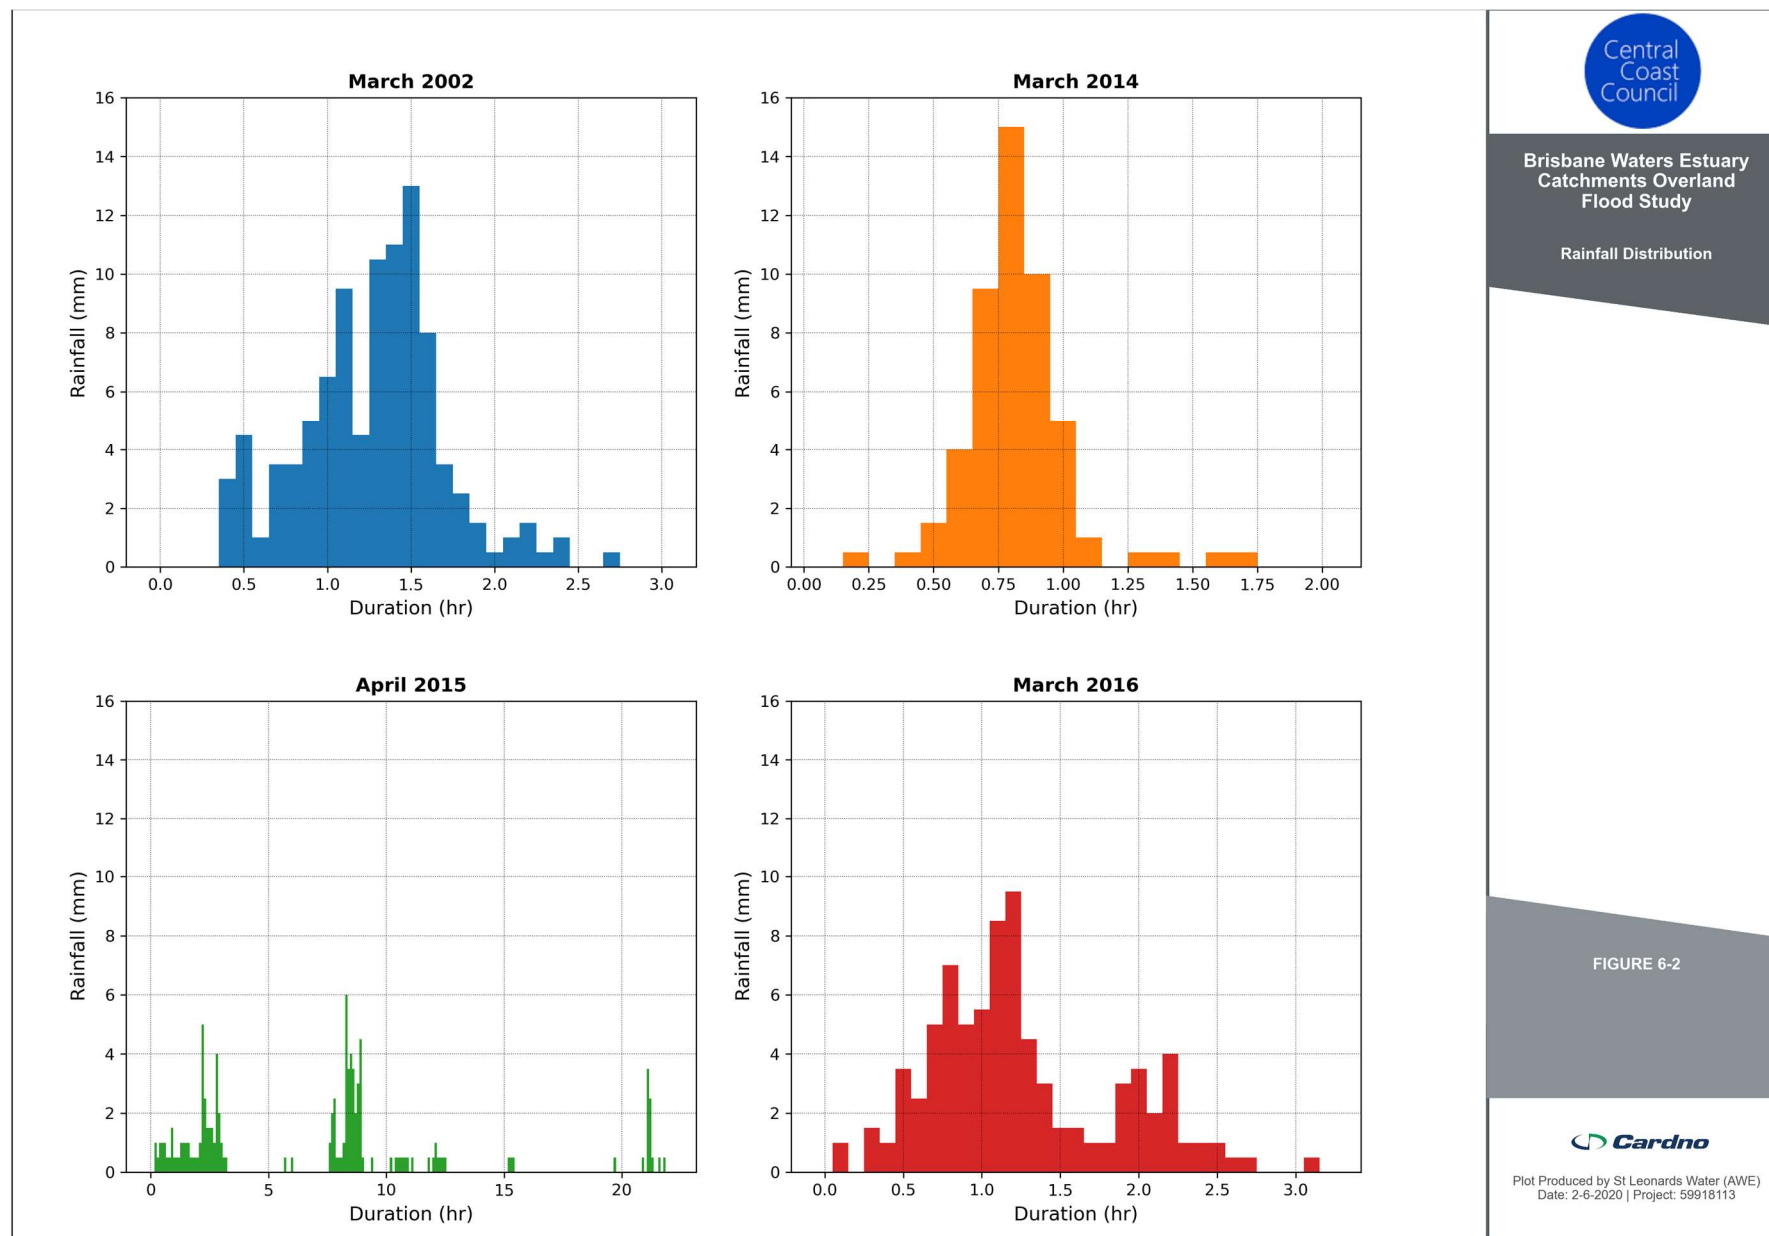 March 2002
16
14
12
10
8
6
4
2
0
Rainfall (mm)
0.0 0.5 1.0 1.5 2.0 2.5 3.0
Duration (hr)
March 2014
16
14
12
10
8
6
4
2
0
Rainfall (mm)
0.00 0.25 0.50 0.75 1.00 1.25 1.50 1.75 2.00
Duration (hr)
April 2015
16
14
12
10
8
6
4
2
0
Rainfall (mm)
0 5 10 15 20
Duration (hr)
March 2016
16
14
12
10
8
6
4
2
0
Rainfall (mm)
0.0 0.5 1.0 1.5 2.0 2.5 3.0
Duration (hr)
Central
Coast
Council
Brisbane Waters Estuary
Catchments Overland
Flood Study
Rainfall Distribution
FIGURE 6-2
Cardno
Plot Produced by St Leonards Water (AWE)
Date: 2-6-2020 | Project: 59918113